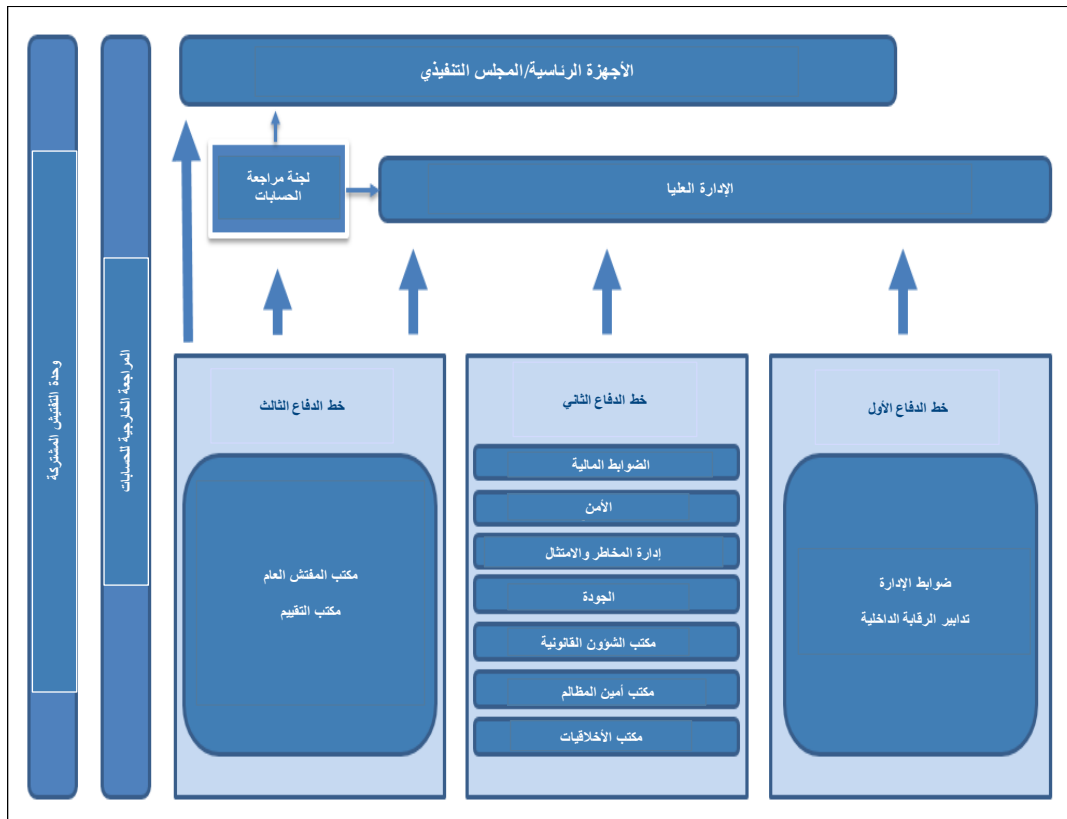 الأجهزة الرئاسية/المجلس التنفيذي
لجنة مراجعة
الحسابات
الإدارة العليا
خط الدفاع الأول
ضوابط الإدارة
تدابير الرقابة الداخلية
خط الدفاع الثاني
الضوابط المالية
الأمن
إدارة المخاطر والامتثال
الجودة
مكتب الشؤون القانونية
مكتب أمين المظالم
مكتب الأخلاقيات
خط الدفاع الثالث
مكتب المفتش العام
مكتب التقييم
المراجعة الخارجية للحسابات
وحدة التفتيش المشتركة